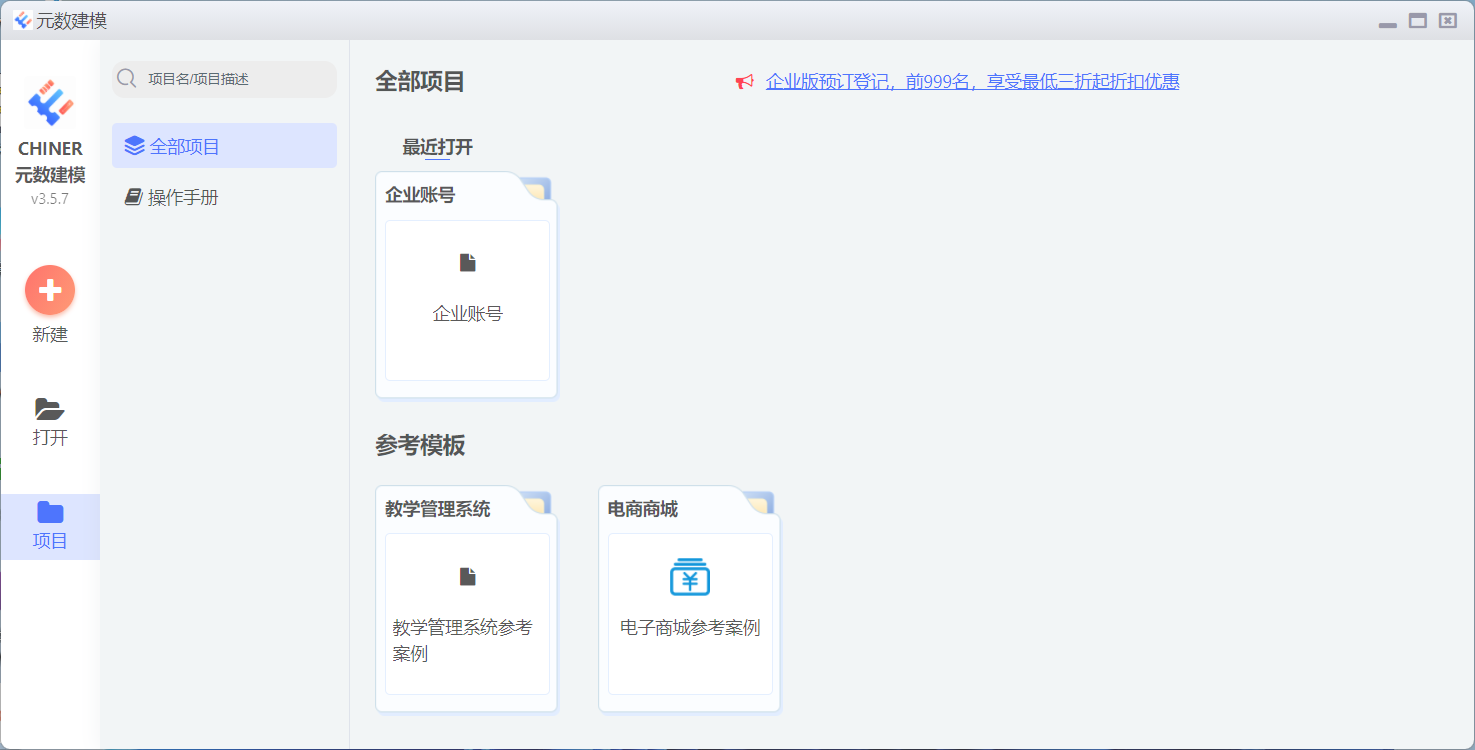 元数建模
CHINER
元数建模
v3.5.7
新建
打开
项目
项目名/项目描述
全部项目
操作手册
全部项目
企业版预订登记，前999名，享受最低三折起折扣优惠
最近打开
企业账号
企业账号
参考模板
教学管理系统
教学管理系统参考
案例
电商商城
电子商城参考案例